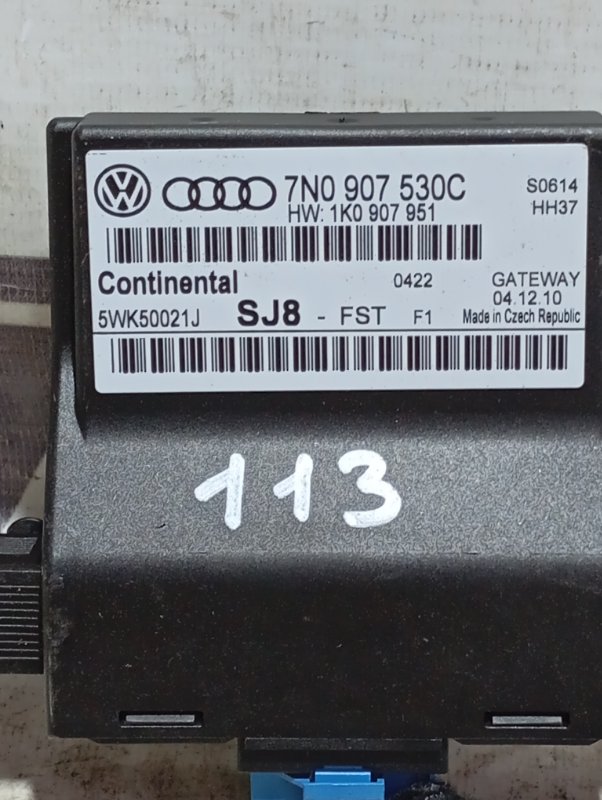 7N0 907 530C S0614
HW: 1K0 907 951 HH37
Continental 0422 GATEWAY
04.12.10
5WK50021J SJ8 - FST F1 Made in Czech Republic
113